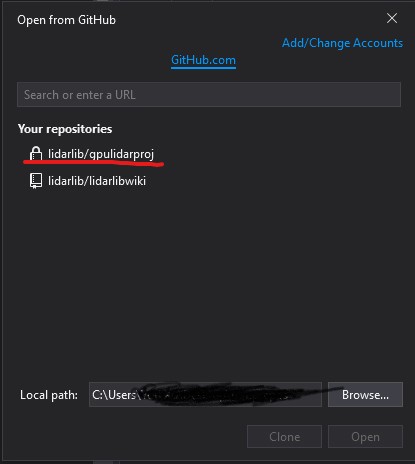 Open from GitHub
Add/Change Accounts
GitHub.com
Search or enter a URL
Your repositories
lidarlib/gpulidarproj
lidarlib/lidarlibwiki
Local path: C:\Users\ Browse...
Clone Open